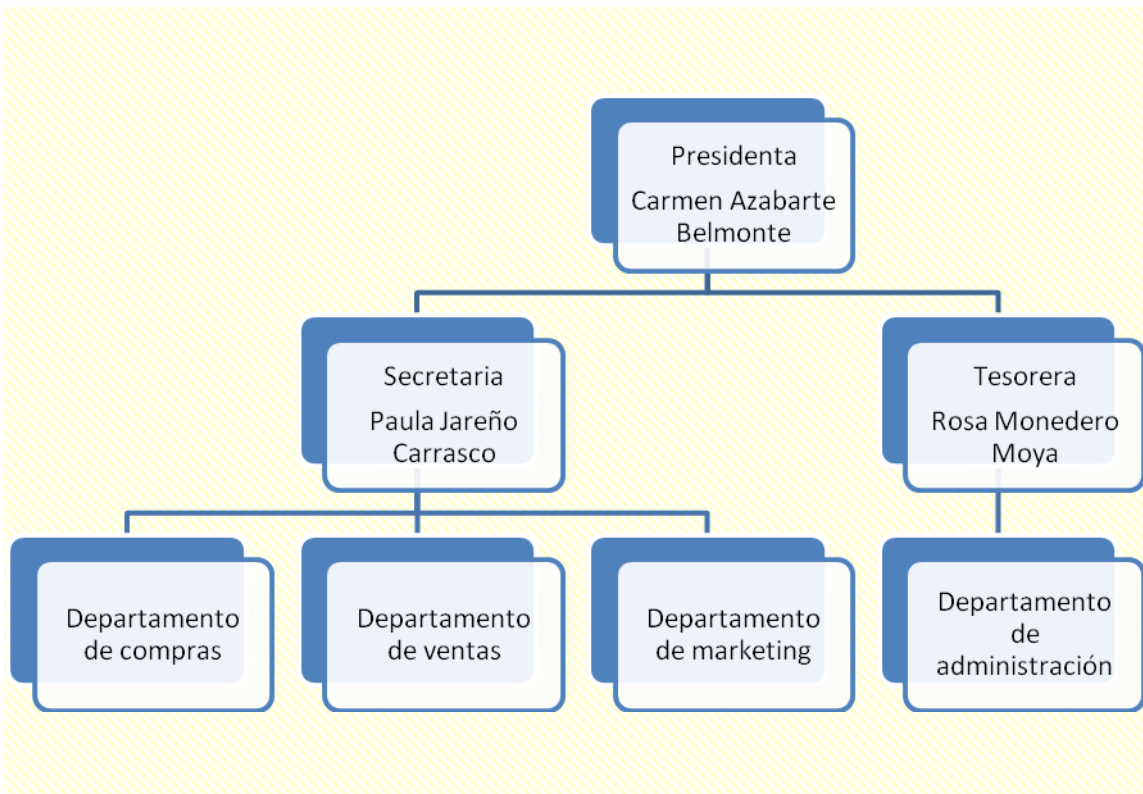 Presidenta
Carmen Azabarte
Belmonte
Secretaria
Paula Jareño
Carrasco
Tesorera
Rosa Monedero
Moya
Departamento
de compras
Departamento
de ventas
Departamento
de marketing
Departamento
de
administración